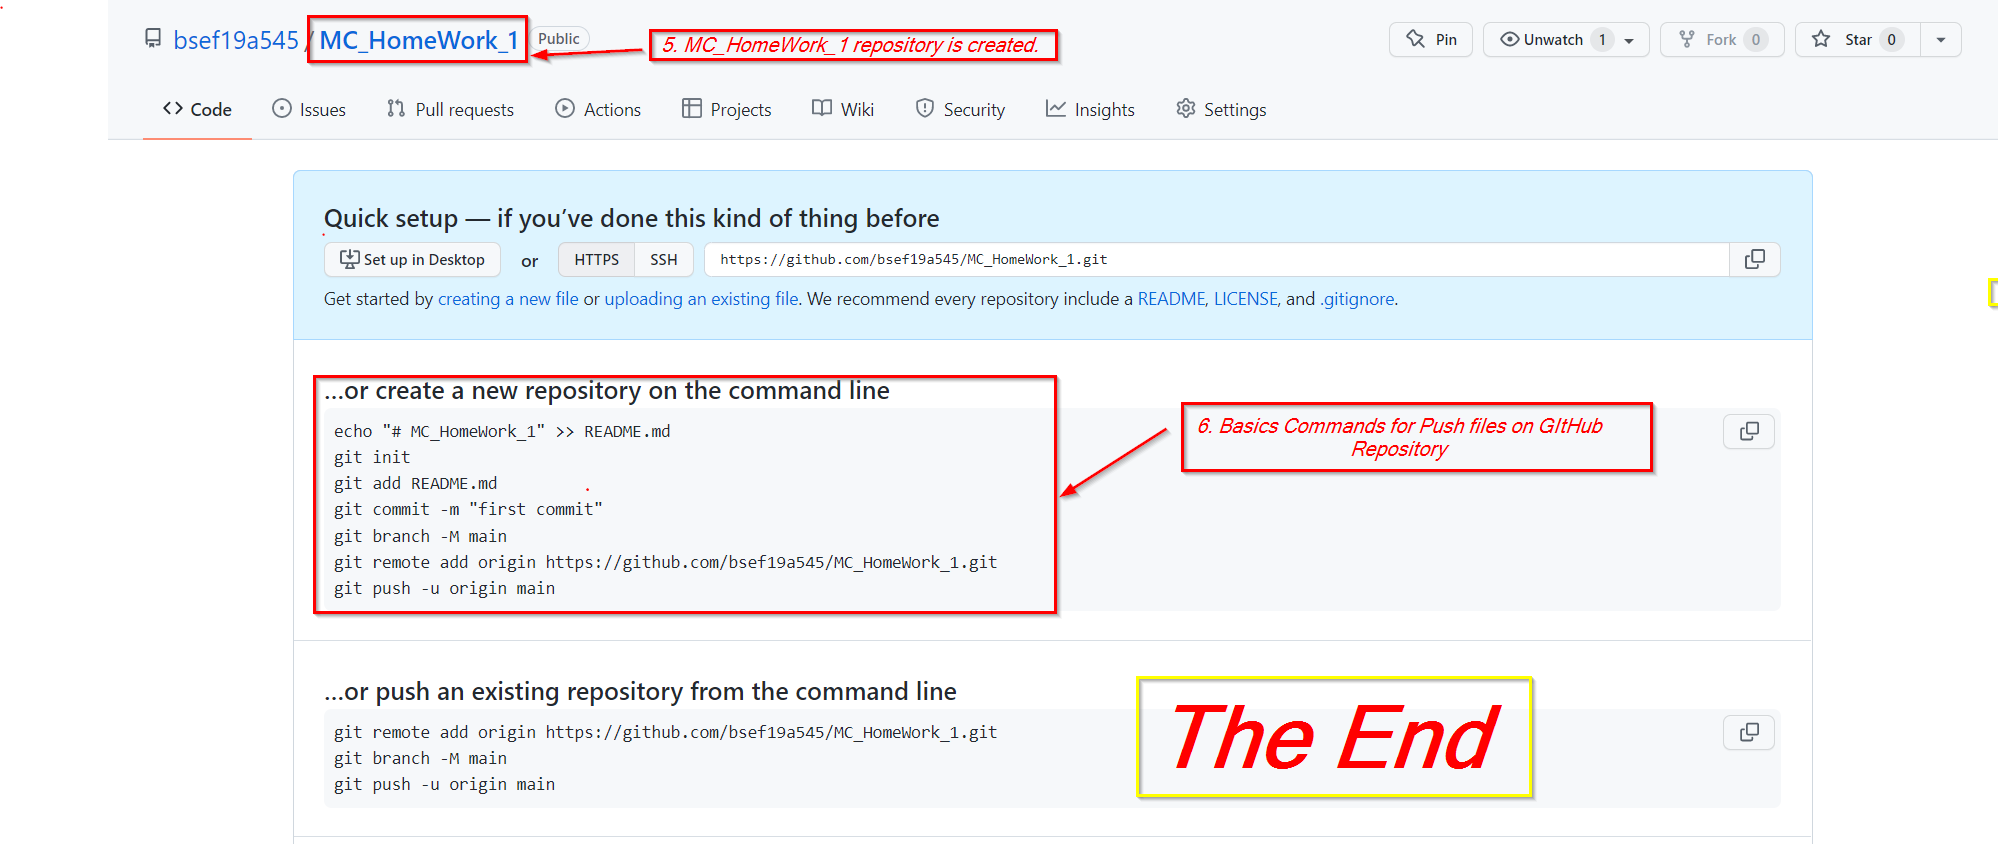 bsef19a545 / MC_HomeWork_1 Public
5. MC_HomeWork_1 repository is created.
Pin Unwatch 1 Fork 0 Star 0
Code Issues Pull requests Actions Projects Wiki Security Insights Settings
Quick setup — if you’ve done this kind of thing before
Set up in Desktop or HTTPS SSH https://github.com/bsef19a545/MC_HomeWork_1.git
Get started by creating a new file or uploading an existing file. We recommend every repository include a README, LICENSE, and .gitignore.
…or create a new repository on the command line
echo "# MC_HomeWork_1" >> README.md
git init
git add README.md
git commit -m "first commit"
git branch -M main
git remote add origin https://github.com/bsef19a545/MC_HomeWork_1.git
git push -u origin main
6. Basics Commands for Push files on GItHub
Repository
…or push an existing repository from the command line
git remote add origin https://github.com/bsef19a545/MC_HomeWork_1.git
git branch -M main
git push -u origin main
The End